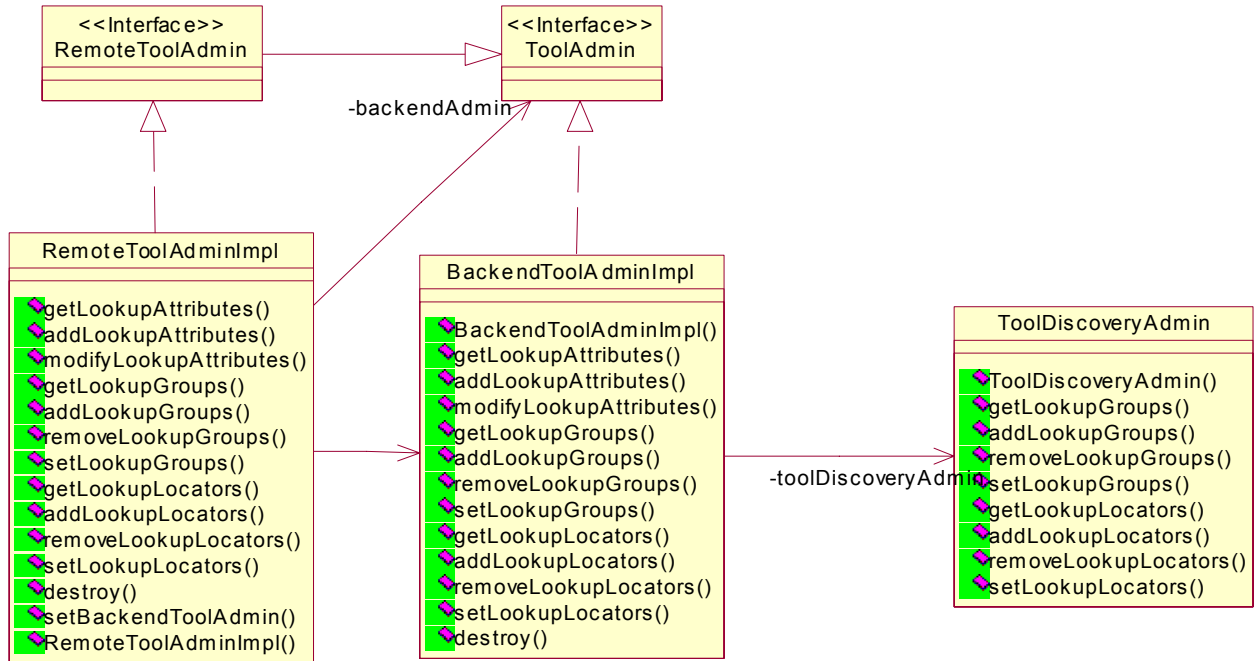 <<Interface>>
RemoteToolAdmin
<<Interface>>
ToolAdmin
-backendAdmin
RemoteToolAdminImpl
getLookupAttributes()
addLookupAttributes()
modifyLookupAttributes()
getLookupGroups()
addLookupGroups()
removeLookupGroups()
setLookupGroups()
getLookupLocators()
addLookupLocators()
removeLookupLocators()
setLookupLocators()
destroy()
setBackendToolAdmin()
RemoteToolAdminImpl()
BackendToolAdminImpl
BackendToolAdminImpl()
getLookupAttributes()
addLookupAttributes()
modifyLookupAttributes()
getLookupGroups()
addLookupGroups()
removeLookupGroups()
setLookupGroups()
getLookupLocators()
addLookupLocators()
removeLookupLocators()
setLookupLocators()
destroy()
-toolDiscoveryAdmin
ToolDiscoveryAdmin
ToolDiscoveryAdmin()
getLookupGroups()
addLookupGroups()
removeLookupGroups()
setLookupGroups()
getLookupLocators()
addLookupLocators()
removeLookupLocators()
setLookupLocators()